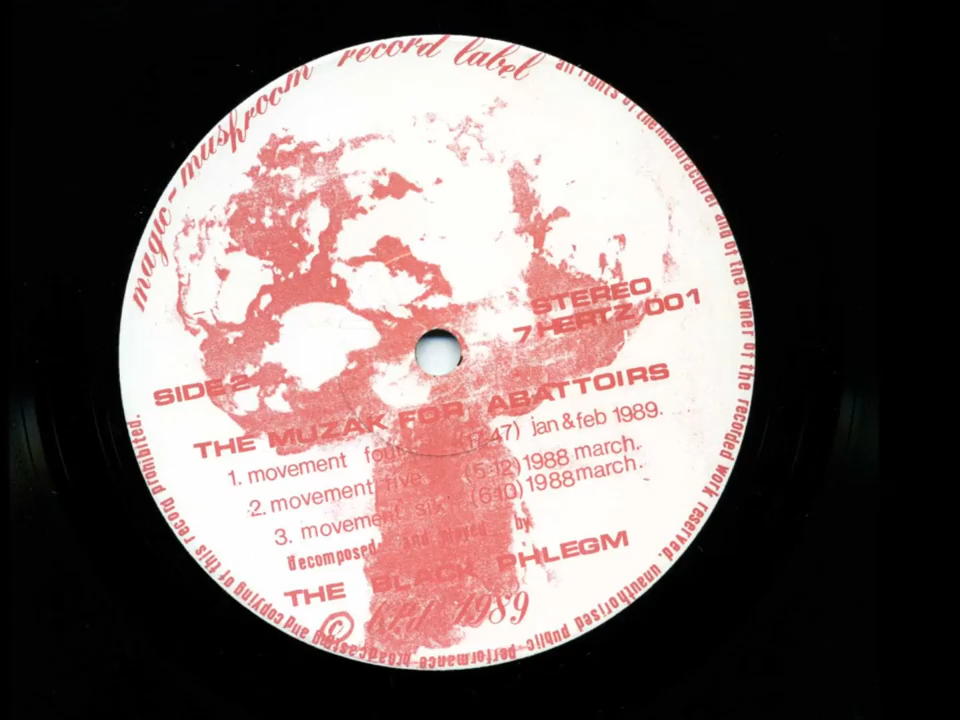 magic-mushroom record label
all rights of the manufacturer and of the owner of the recorded work reserved. unauthorised public performance broadcasting and copying of this record prohibited.
STEREO
7 HERTZ 001
SIDE 2
THE MUZAK FOR ABATTOIRS
1. movement four jan & feb 1989.
2. movement five (5:12) 1988 march.
3. movement six (6:10) 1988 march.
decomposed and played by
THE BLACK PHLEGM
© 1989